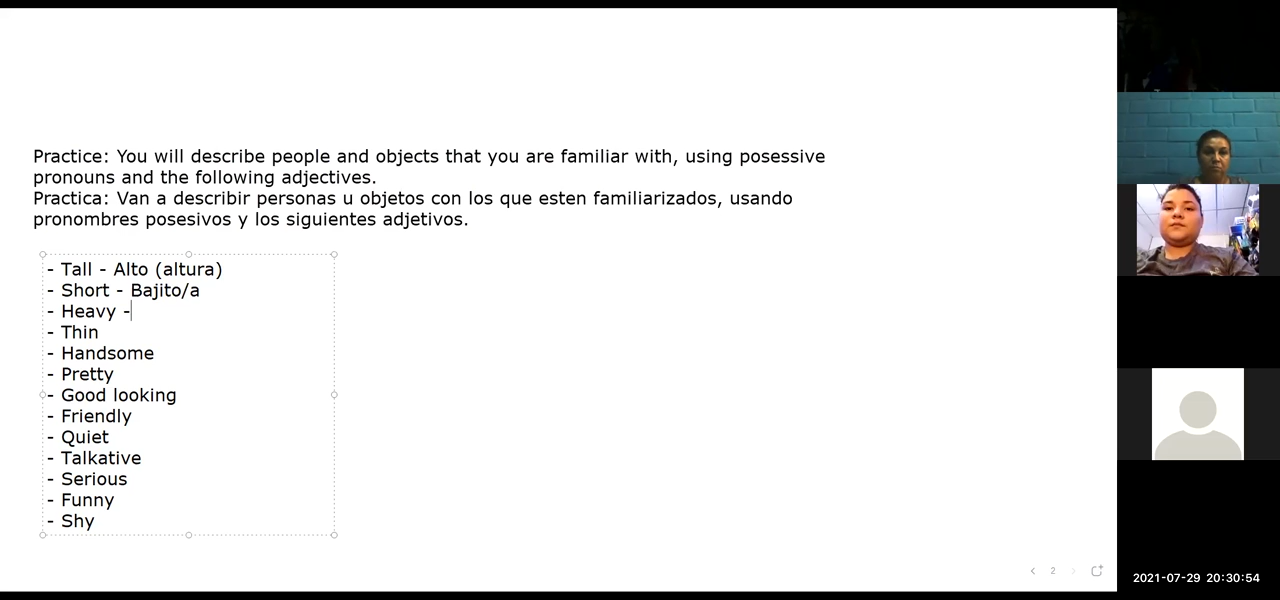 Practice: You will describe people and objects that you are familiar with, using posessive
pronouns and the following adjectives.
Practica: Van a describir personas u objetos con los que esten familiarizados, usando
pronombres posesivos y los siguientes adjetivos.
- Tall - Alto (altura)
- Short - Bajito/a
- Heavy -
- Thin
- Handsome
- Pretty
- Good looking
- Friendly
- Quiet
- Talkative
- Serious
- Funny
- Shy
2
2021-07-29 20:30:54